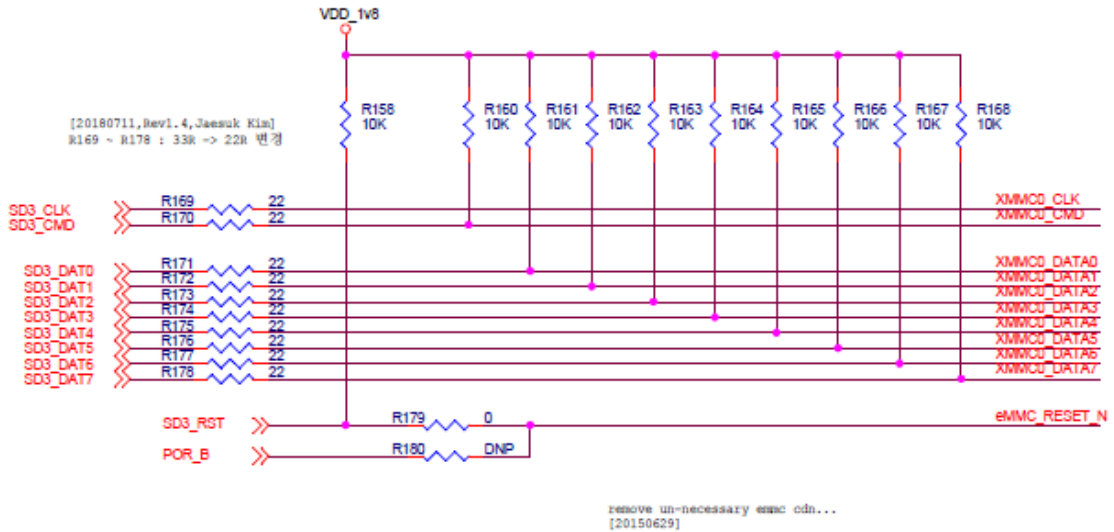 VDD_1v8
R158
10K
R160
10K
R161
10K
R162
10K
R163
10K
R164
10K
R165
10K
R166
10K
R167
10K
R168
10K
[20180711,Rev1.4,Jaesuk Kim]
R169 ~ R178 : 33R -> 22R 변경
SD3_CLK R169 22 XMMC0_CLK
SD3_CMD R170 22 XMMC0_CMD
SD3_DAT0 R171 22 XMMC0_DATA0
SD3_DAT1 R172 22 XMMC0_DATA1
SD3_DAT2 R173 22 XMMC0_DATA2
SD3_DAT3 R174 22 XMMC0_DATA3
SD3_DAT4 R175 22 XMMC0_DATA4
SD3_DAT5 R176 22 XMMC0_DATA5
SD3_DAT6 R177 22 XMMC0_DATA6
SD3_DAT7 R178 22 XMMC0_DATA7
SD3_RST R179 0 eMMC_RESET_N
POR_B R180 DNP
remove un-necessary emmc cdn...
[20150629]